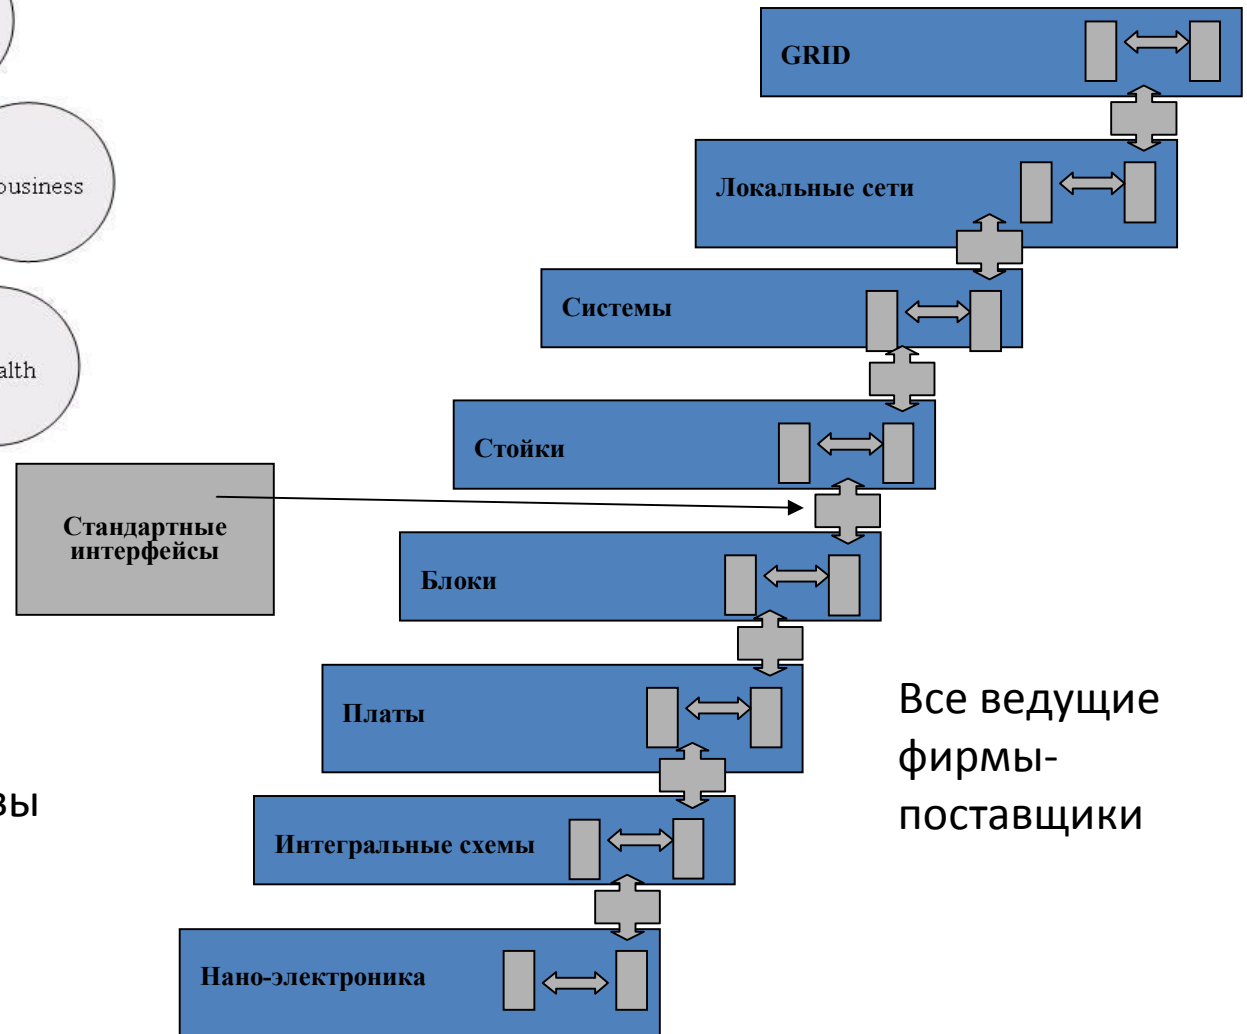 GRID
Локальные сети
business
Системы
alth
Стойки
Стандартные
интерфейсы
Блоки
Платы
Все ведущие
фирмы-
поставщики
зы
Интегральные схемы
Нано-электроника